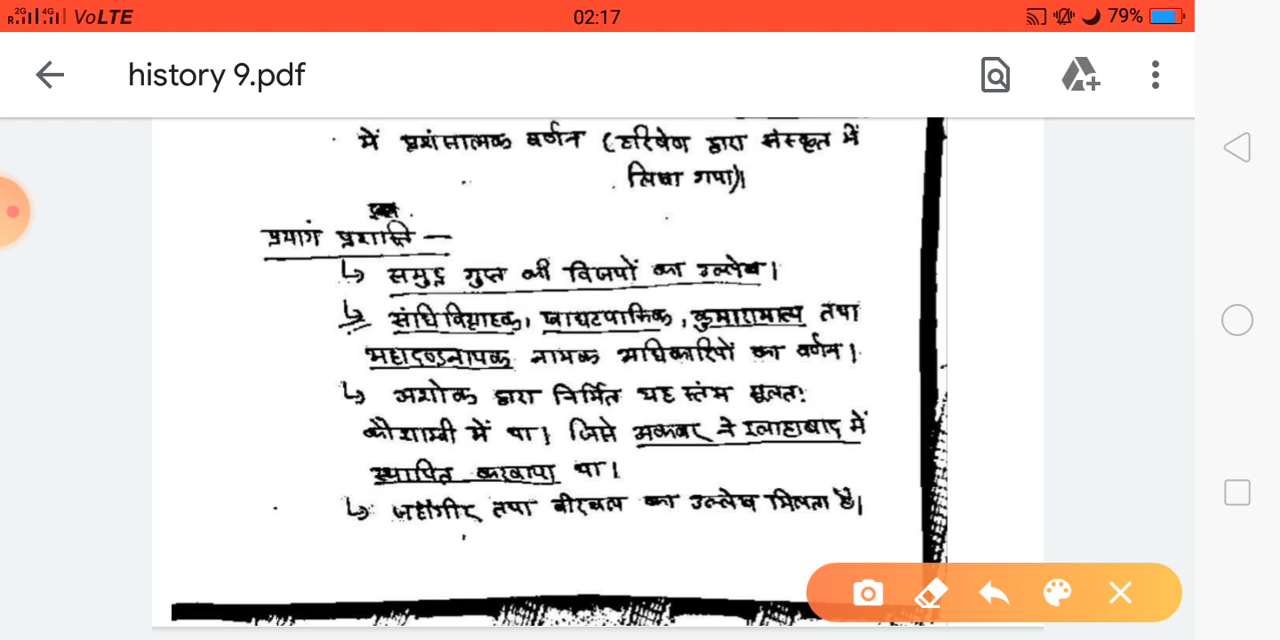 2G 4G R. VoLTE 02:17 79%
history 9.pdf
में प्रशंसात्मक वर्णन (हरिषेण द्वारा संस्कृत में
लिखा गया)।
प्रयाग प्रशस्ति —
↳ समुद्र गुप्त की विजयों का उल्लेख।
↳ संधि विग्राहक, खाद्यटपाकिक, कुमारामात्य तथा
महादण्डनायक नामक अधिकारियों का वर्णन।
↳ अशोक द्वारा निर्मित यह स्तंभ मूलतः
कौशाम्बी में था। जिसे अकबर ने इलाहाबाद में
स्थापित करवाया था।
↳ जहांगीर तथा बीरबल का उल्लेख मिलता है।